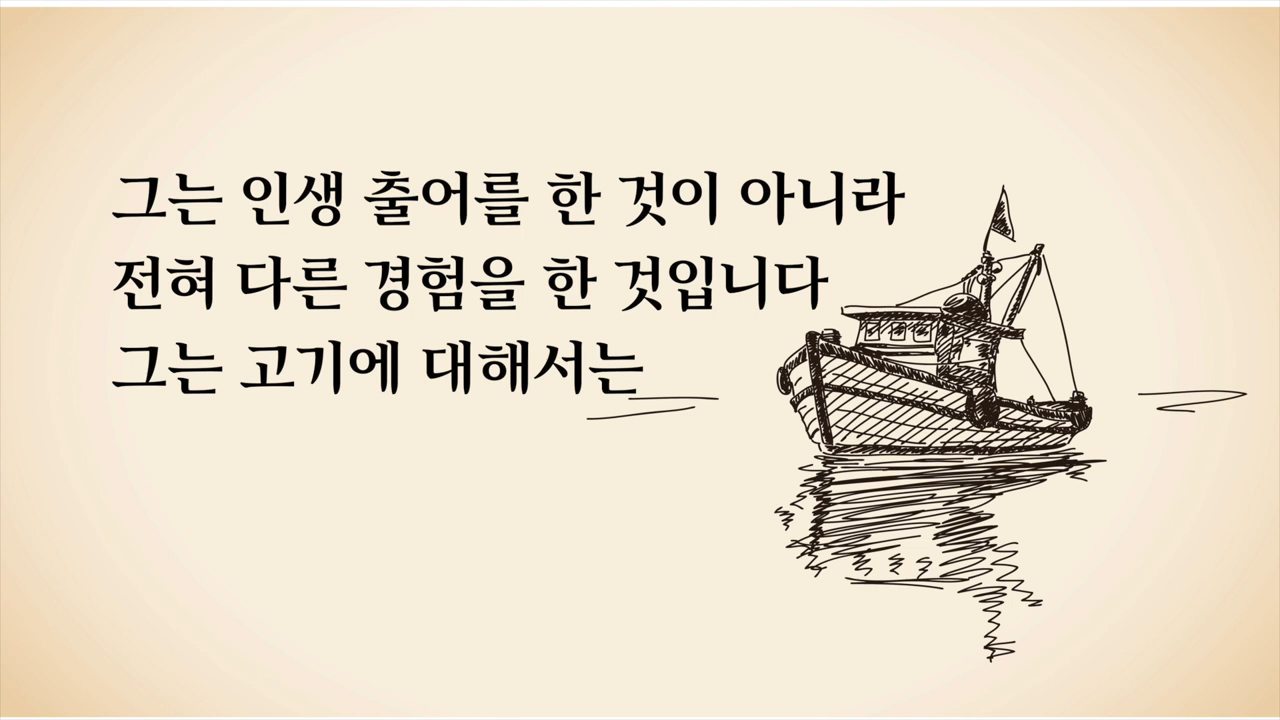 그는 인생 출어를 한 것이 아니라
전혀 다른 경험을 한 것입니다
그는 고기에 대해서는